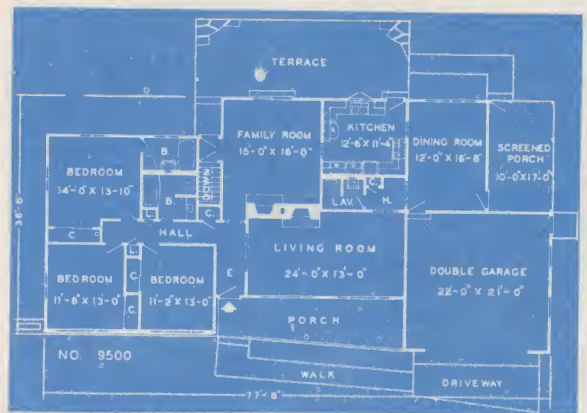 TERRACE
FAMILY ROOM
15'-0" X 16'-0"
KITCHEN
12'-6" X 11'-4"
DINING ROOM
12'-0" X 16'-8"
SCREENED
PORCH
10'-0" X 17'-0"
B.
BEDROOM
14'-0" X 13'-10"
B.
DOWN
L.
C.
C.
HALL
LAV.
C.
H.
LIVING ROOM
24'-0" X 13'-0"
DOUBLE GARAGE
22'-0" X 21'-0"
BEDROOM
11'-8" X 13'-0"
L.
C.
C.
BEDROOM
11'-2" X 13'-0"
E
PORCH
NO. 9500
WALK
DRIVEWAY
77'-8"